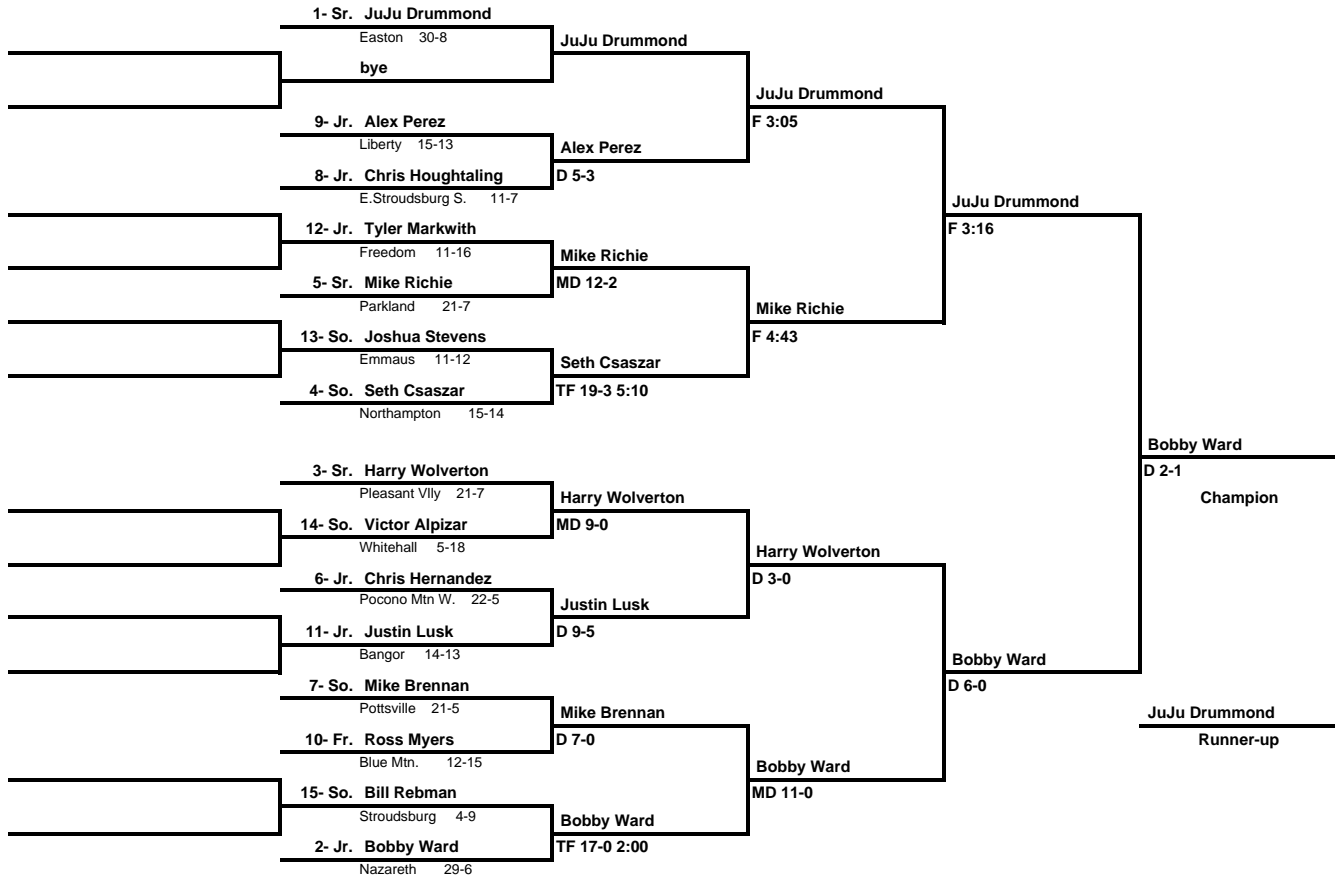 1- Sr. JuJu Drummond
Easton 30-8
JuJu Drummond
bye
JuJu Drummond
9- Jr. Alex Perez
F 3:05
Liberty 15-13
Alex Perez
8- Jr. Chris Houghtaling
D 5-3
E.Stroudsburg S. 11-7
JuJu Drummond
12- Jr. Tyler Markwith
F 3:16
Freedom 11-16
Mike Richie
5- Sr. Mike Richie
MD 12-2
Parkland 21-7
Mike Richie
13- So. Joshua Stevens
F 4:43
Emmaus 11-12
Seth Csaszar
4- So. Seth Csaszar
TF 19-3 5:10
Northampton 15-14
Bobby Ward
3- Sr. Harry Wolverton
D 2-1
Pleasant Vlly 21-7
Harry Wolverton
Champion
14- So. Victor Alpizar
MD 9-0
Whitehall 5-18
Harry Wolverton
6- Jr. Chris Hernandez
D 3-0
Pocono Mtn W. 22-5
Justin Lusk
11- Jr. Justin Lusk
D 9-5
Bangor 14-13
Bobby Ward
7- So. Mike Brennan
D 6-0
Pottsville 21-5
Mike Brennan
JuJu Drummond
10- Fr. Ross Myers
D 7-0
Runner-up
Blue Mtn. 12-15
Bobby Ward
15- So. Bill Rebman
MD 11-0
Stroudsburg 4-9
Bobby Ward
2- Jr. Bobby Ward
TF 17-0 2:00
Nazareth 29-6